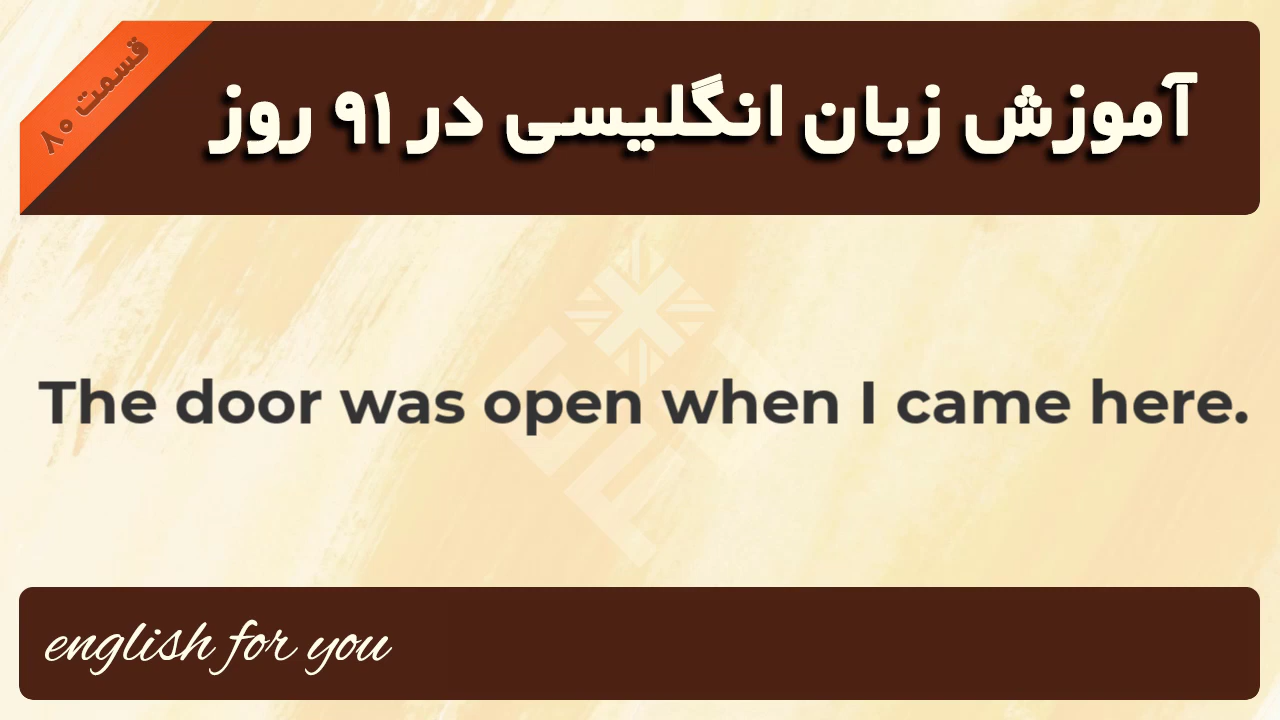 آموزش زبان انگلیسی در ۹۱ روز
قسمت ۸۰
The door was open when I came here.
english for you